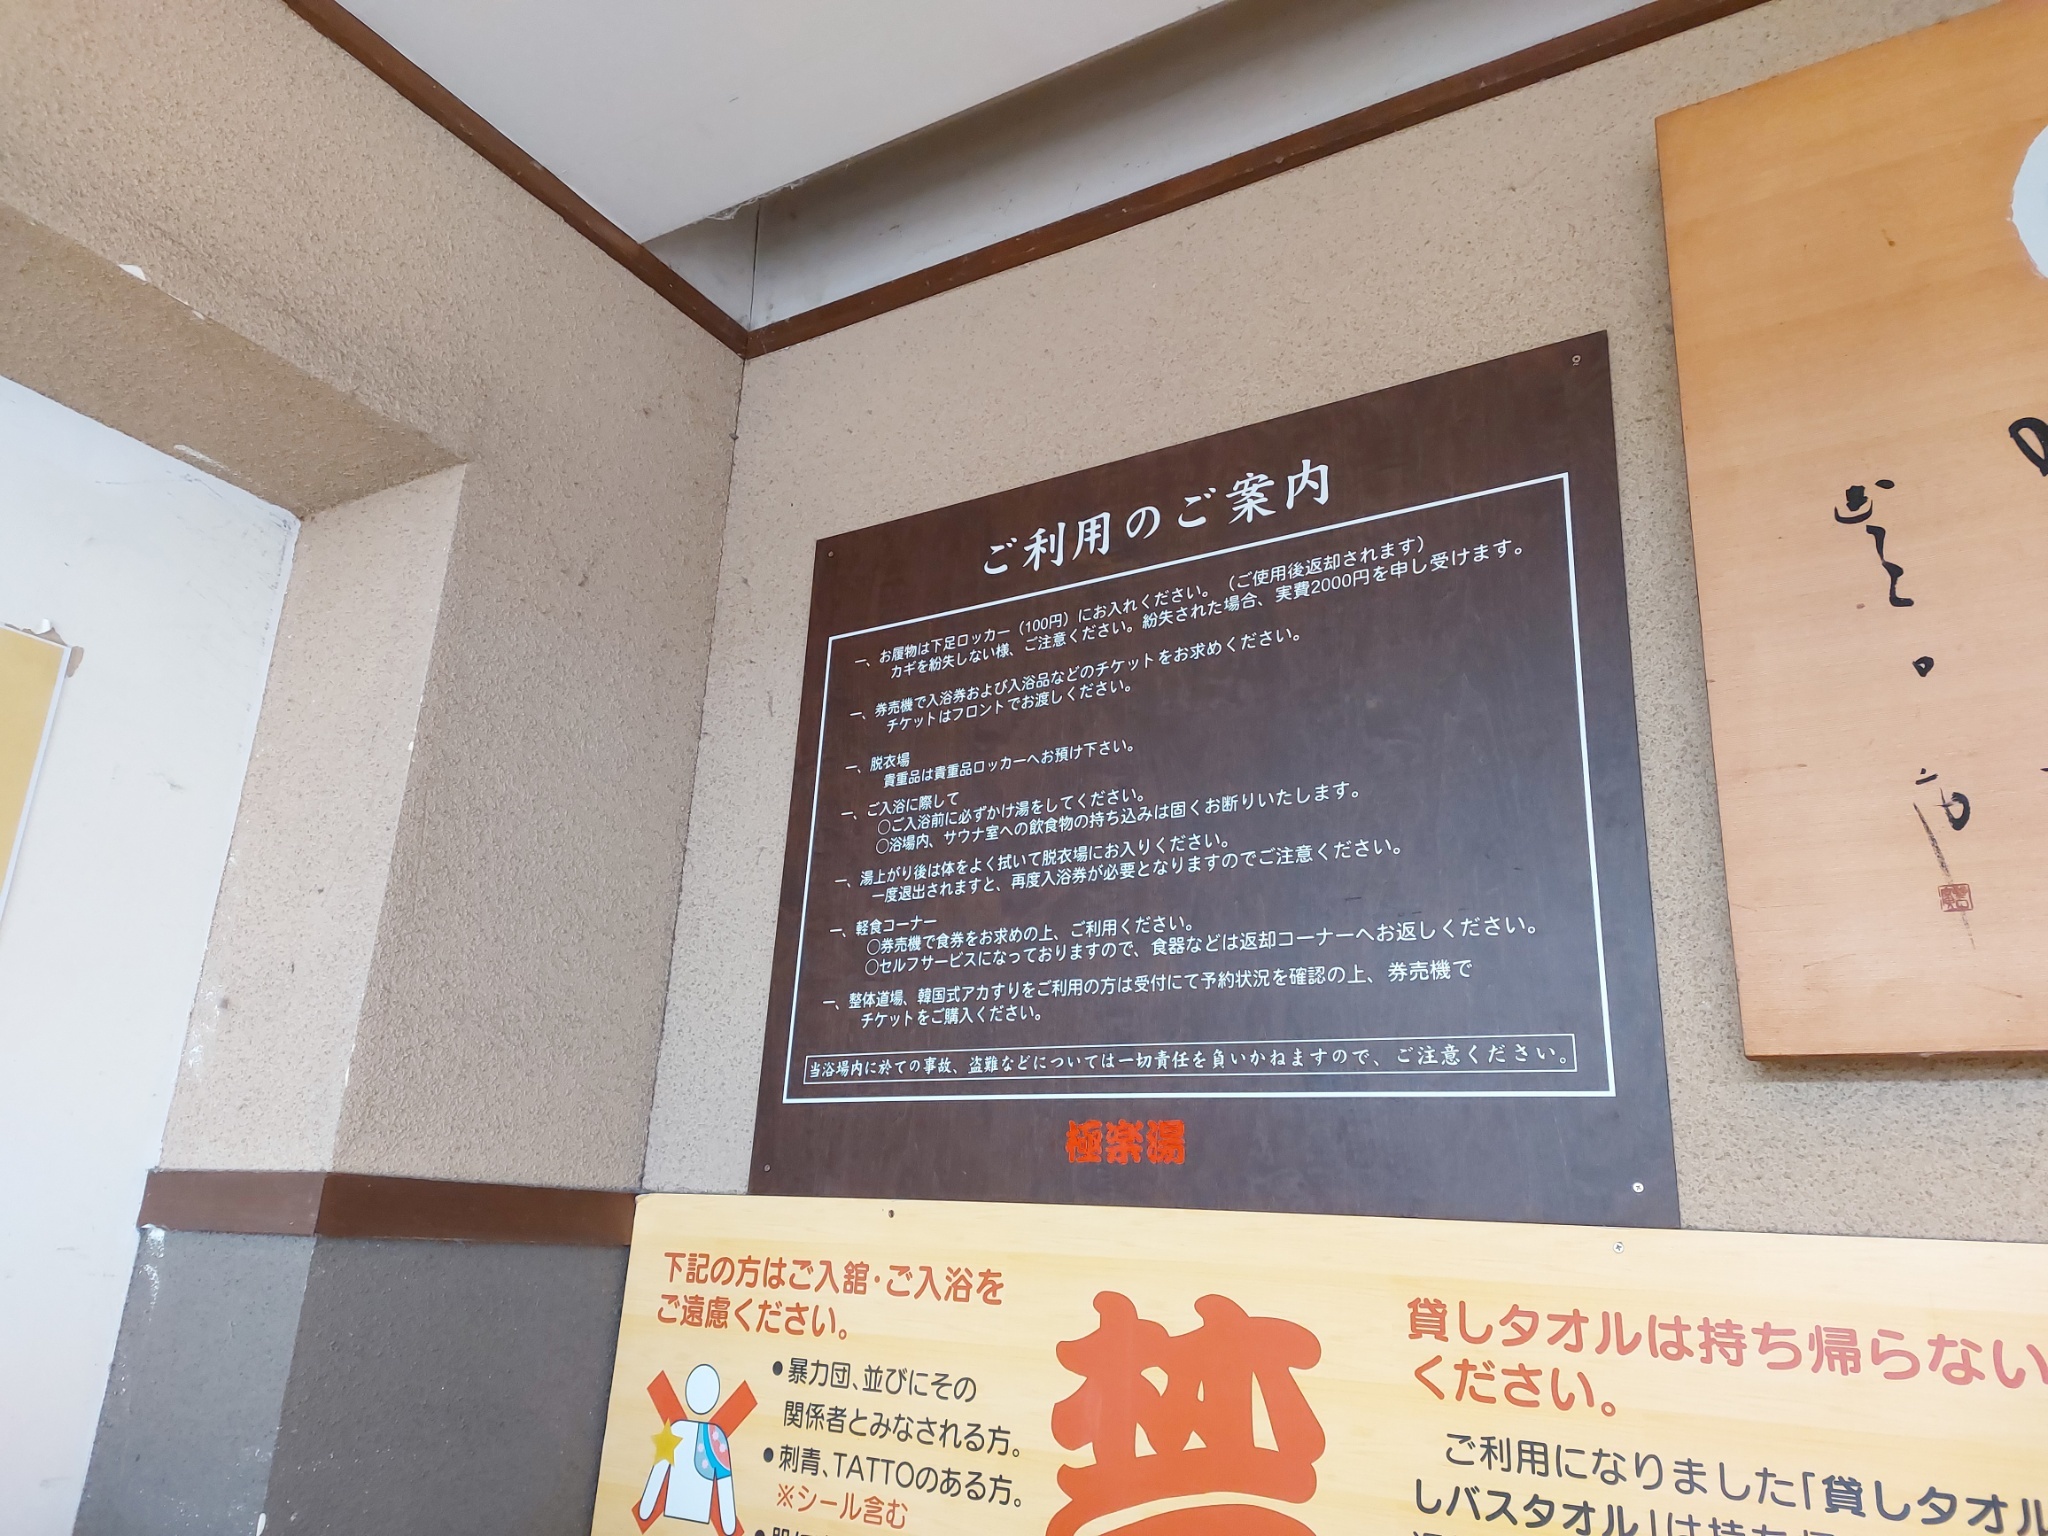 ご利用のご案内
一、お履物は下足ロッカー（100円）にお入れください。（ご使用後返却されます）
カギを紛失しない様、ご注意ください。紛失された場合、実費2000円を申し受けます。
一、券売機で入浴券および入浴品などのチケットをお求めください。
チケットはフロントでお渡しください。
一、脱衣場
貴重品は貴重品ロッカーへお預け下さい。
一、ご入浴に際して
○ご入浴前に必ずかけ湯をしてください。
○浴場内、サウナ室への飲食物の持ち込みは固くお断りいたします。
一、湯上がり後は体をよく拭いて脱衣場にお入りください。
一度退出されますと、再度入浴券が必要となりますのでご注意ください。
一、軽食コーナー
○券売機で食券をお求めの上、ご利用ください。
○セルフサービスになっておりますので、食器などは返却コーナーへお返しください。
一、整体道場、韓国式アカすりをご利用の方は受付にて予約状況を確認の上、券売機で
チケットをご購入ください。
当浴場内に於ての事故、盗難などについては一切責任を負いかねますので、ご注意ください。
極楽湯
下記の方はご入舘・ご入浴を
ご遠慮ください。
●暴力団、並びにその
関係者とみなされる方。
●刺青、TATTOのある方。
※シール含む
貸しタオルは持ち帰らない
ください。
ご利用になりました「貸しタオル
しバスタオル」は持ち